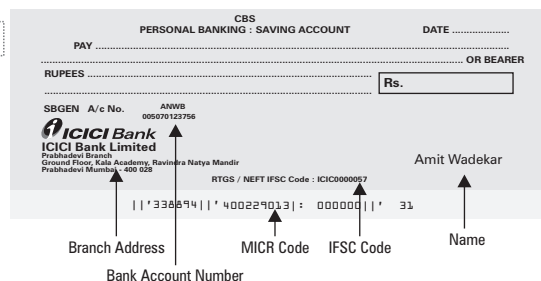 CBS
PERSONAL BANKING : SAVING ACCOUNT DATE ...................
PAY ..........................................................................................................
.......................................................................................................... OR BEARER
RUPEES ..........................................................................................
.......................................................................................................... Rs.
SBGEN A/c No. ANWB
005070123756
ICICI Bank
ICICI Bank Limited
Prabhadevi Branch
Ground Floor, Kala Academy, Ravindra Natya Mandir
Prabhadevi Mumbai - 400 028
Amit Wadekar
RTGS / NEFT IFSC Code : ICIC0000057
||'338894||' 400229013|: 000000||' 31
Branch Address MICR Code IFSC Code Name
Bank Account Number